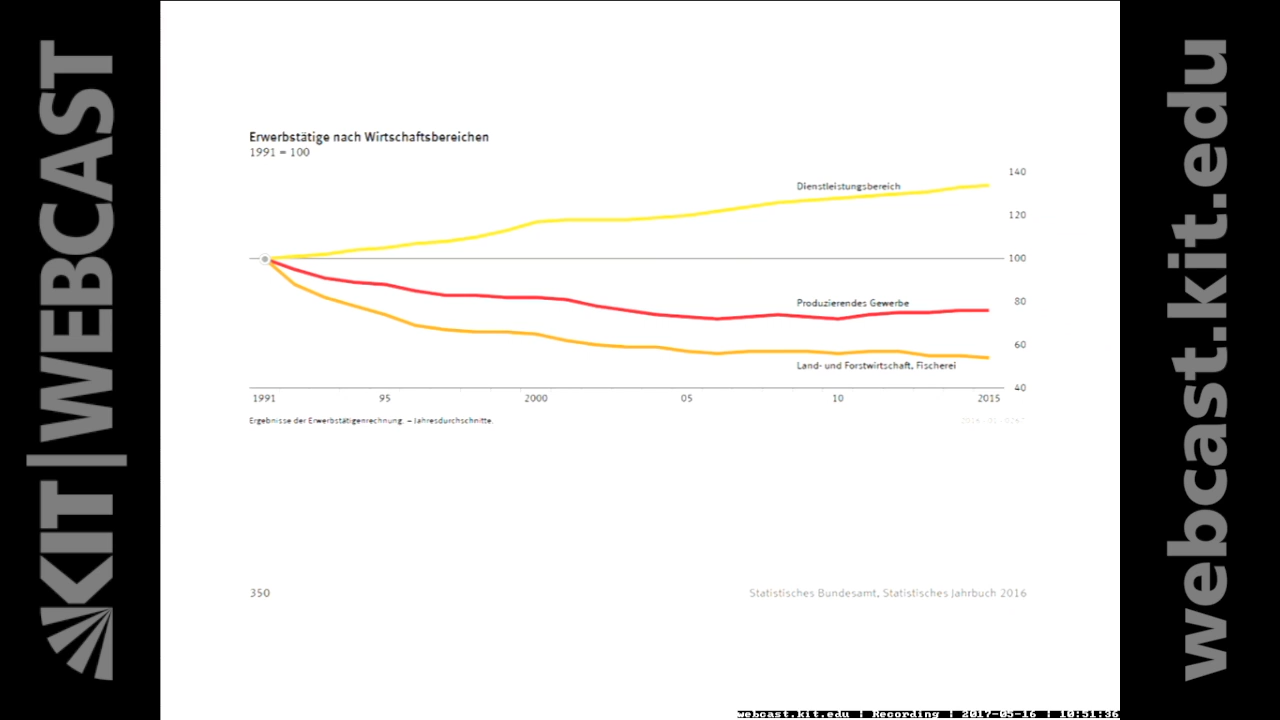 KIT | WEBCAST
Erwerbstätige nach Wirtschaftsbereichen
1991 = 100
140
Dienstleistungsbereich
120
100
Produzierendes Gewerbe
80
60
Land- und Forstwirtschaft, Fischerei
40
1991 95 2000 05 10 2015
Ergebnisse der Erwerbstätigenrechnung. – Jahresdurchschnitte.
350 Statistisches Bundesamt, Statistisches Jahrbuch 2016
webcast.kit.edu | Recording | 2017-05-16 | 10:51:36
webcast.kit.edu